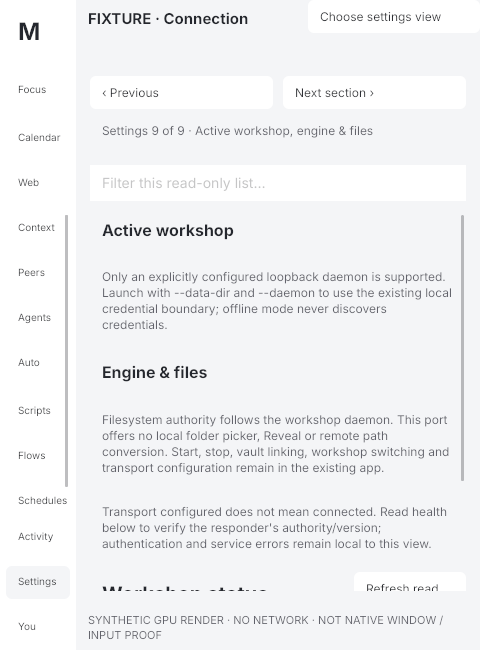 M
FIXTURE · Connection
Choose settings view
Focus
Calendar
Web
Context
Peers
Agents
Auto
Scripts
Flows
Schedules
Activity
Settings
You
‹ Previous
Next section ›
Settings 9 of 9 · Active workshop, engine & files
Filter this read-only list...
Active workshop
Only an explicitly configured loopback daemon is supported.
Launch with --data-dir and --daemon to use the existing local
credential boundary; offline mode never discovers
credentials.
Engine & files
Filesystem authority follows the workshop daemon. This port
offers no local folder picker, Reveal or remote path
conversion. Start, stop, vault linking, workshop switching and
transport configuration remain in the existing app.
Transport configured does not mean connected. Read health
below to verify the responder's authority/version;
authentication and service errors remain local to this view.
Workshop status
Refresh read
SYNTHETIC GPU RENDER · NO NETWORK · NOT NATIVE WINDOW /
INPUT PROOF